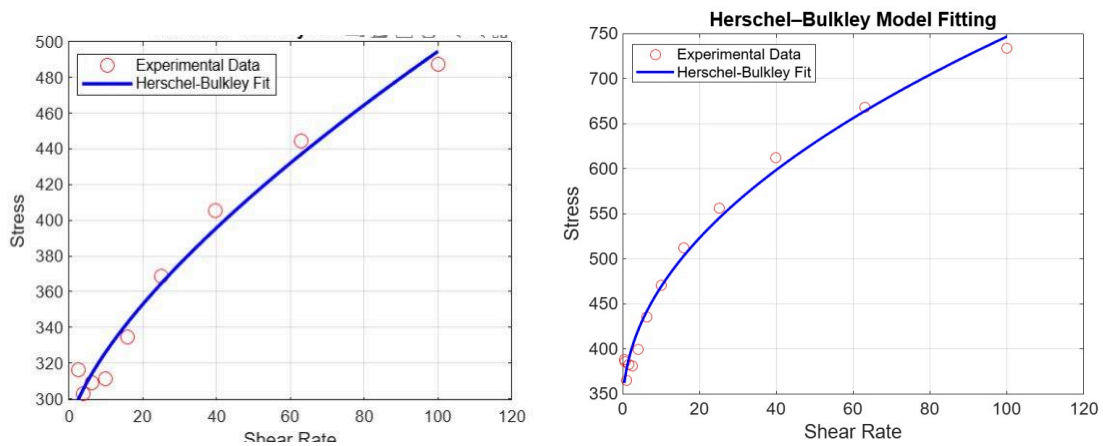 500
480
460
440
420
400
380
360
340
320
300
Stress
Experimental Data
Herschel-Bulkley Fit
0 20 40 60 80 100 120
Shear Rate
Herschel–Bulkley Model Fitting
750
700
650
600
550
500
450
400
350
Stress
Experimental Data
Herschel-Bulkley Fit
0 20 40 60 80 100 120
Shear Rate